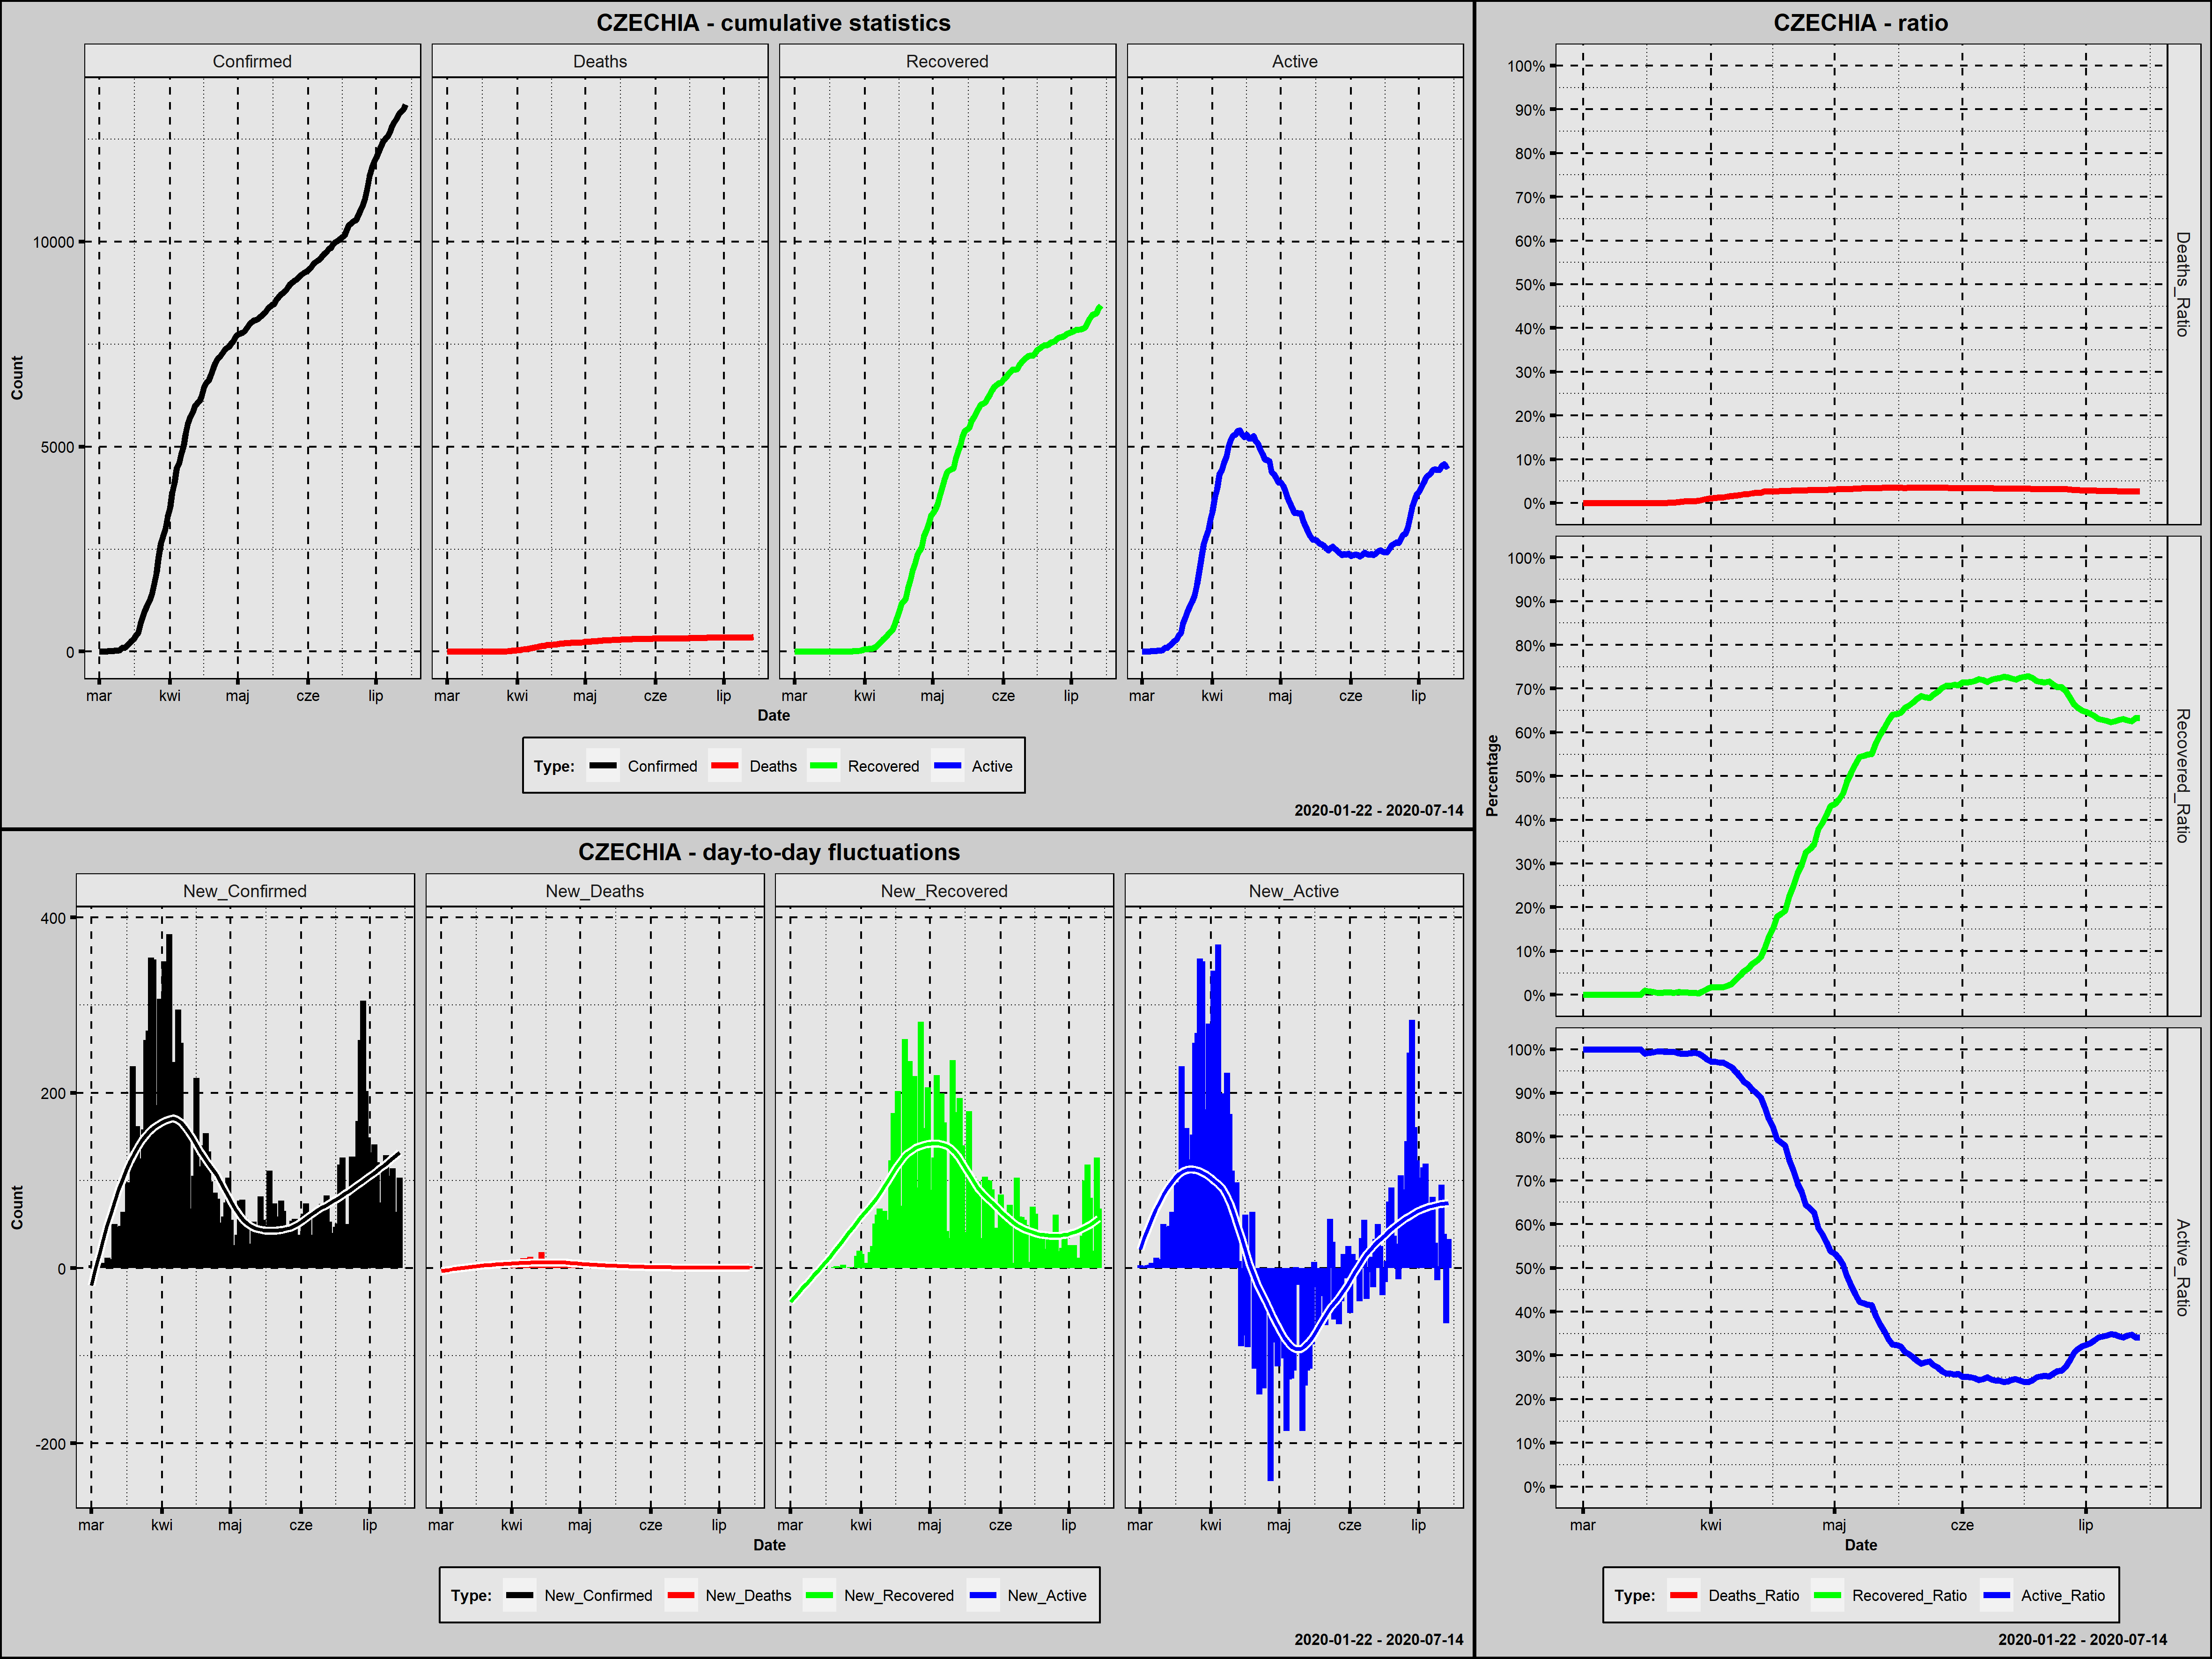 CZECHIA - cumulative statistics
Confirmed Deaths Recovered Active
Count
10000
5000
0
mar kwi maj cze lip mar kwi maj cze lip mar kwi maj cze lip mar kwi maj cze lip
Date
Type: Confirmed Deaths Recovered Active
2020-01-22 - 2020-07-14
CZECHIA - day-to-day fluctuations
New_Confirmed New_Deaths New_Recovered New_Active
Count
400
200
0
-200
mar kwi maj cze lip mar kwi maj cze lip mar kwi maj cze lip mar kwi maj cze lip
Date
Type: New_Confirmed New_Deaths New_Recovered New_Active
2020-01-22 - 2020-07-14
CZECHIA - ratio
Percentage
100%
90%
80%
70%
60%
50%
40%
30%
20%
10%
0%
Deaths_Ratio
100%
90%
80%
70%
60%
50%
40%
30%
20%
10%
0%
Recovered_Ratio
100%
90%
80%
70%
60%
50%
40%
30%
20%
10%
0%
Active_Ratio
mar kwi maj cze lip
Date
Type: Deaths_Ratio Recovered_Ratio Active_Ratio
2020-01-22 - 2020-07-14